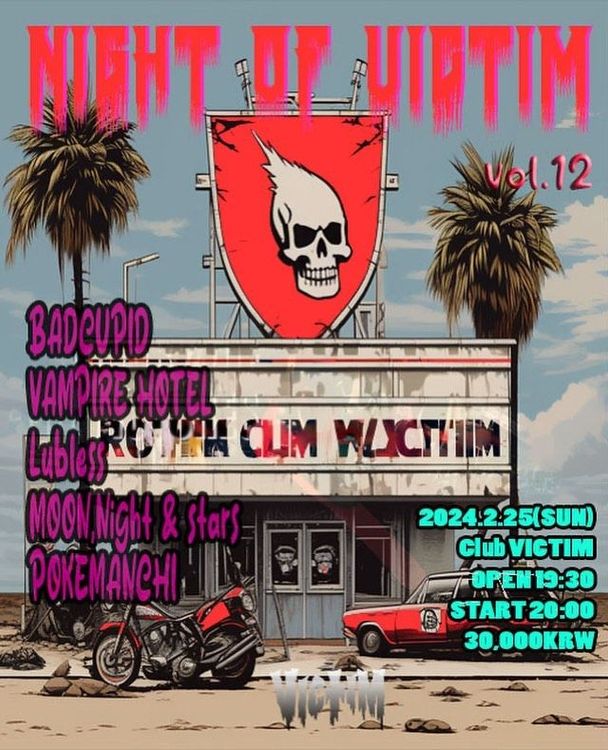 NIGHT OF VICTIM
vol.12
BADCUPID
VAMPIRE HOTEL
Lubless
MOON,Night & stars
POKEMANCHI
2024.2.25(SUN)
Club VICTIM
OPEN 19:30
START 20:00
30,000KRW
VICTIM